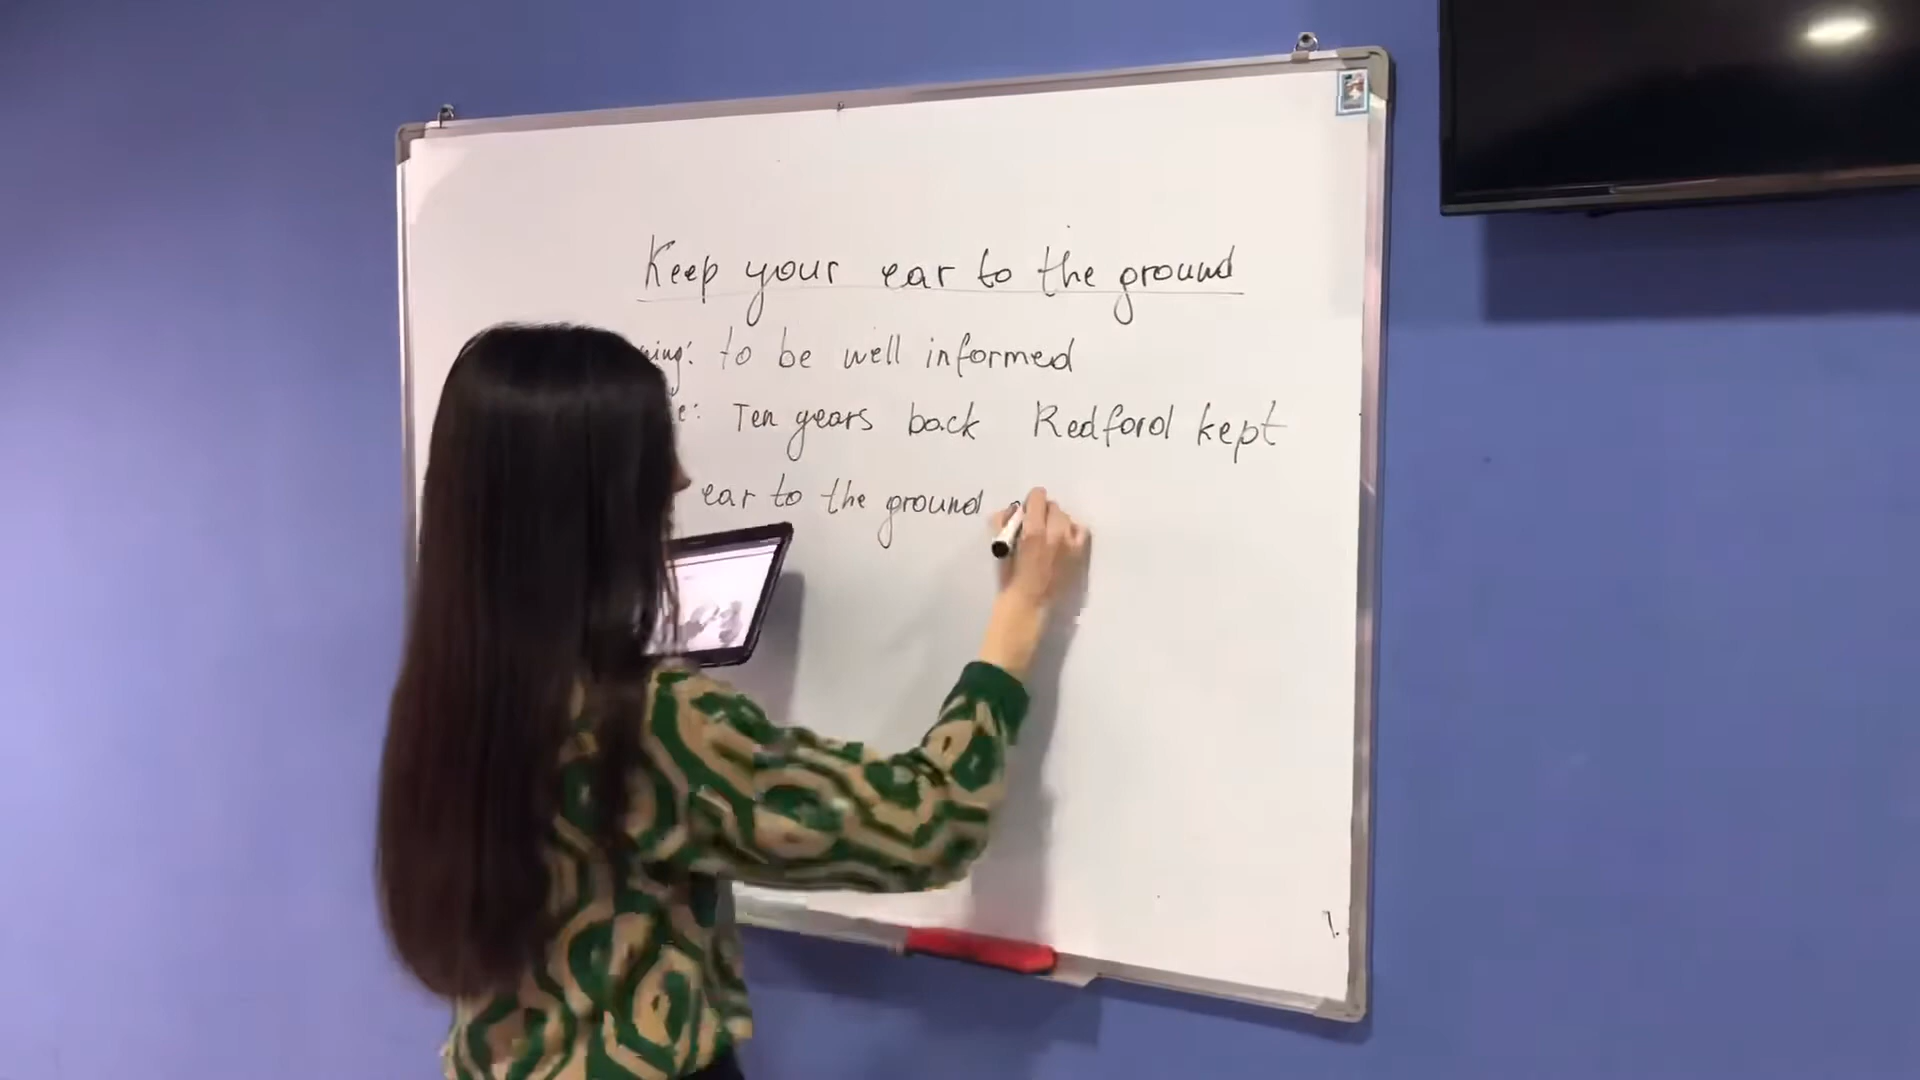 Keep your ear to the ground
to be well informed
Ten years back Redford kept
ear to the ground